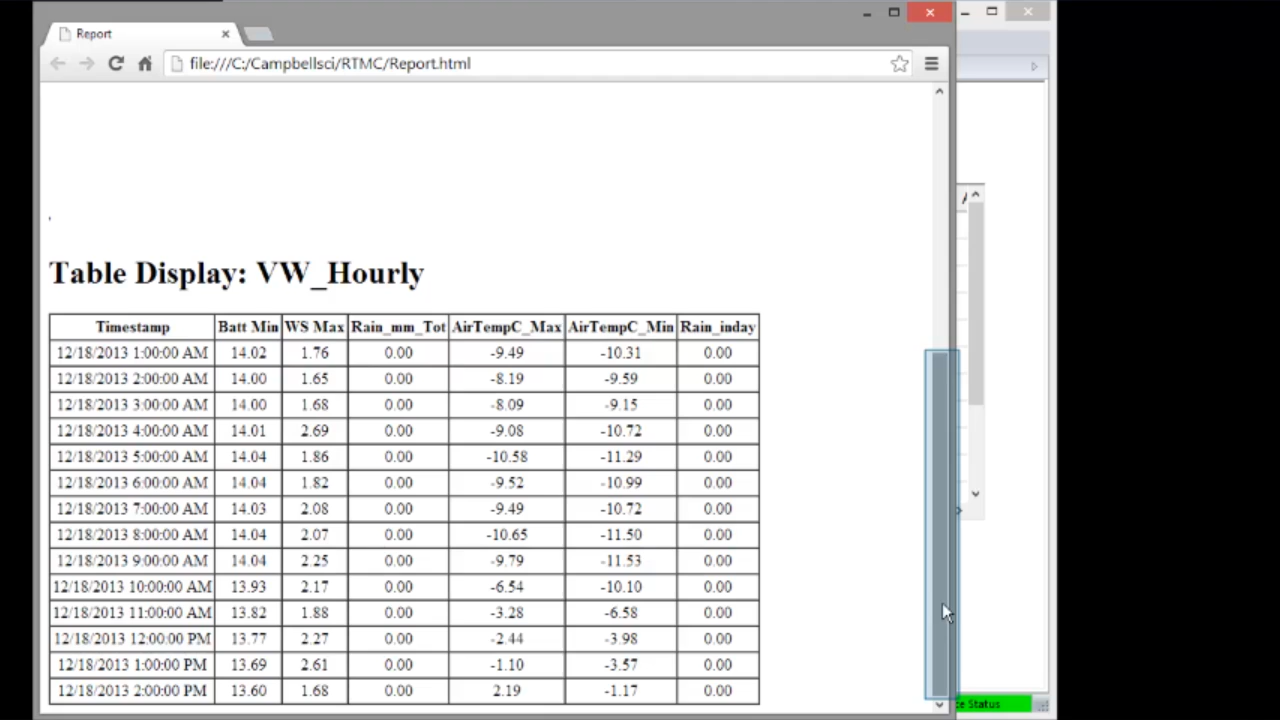 Report
file:///C:/Campbellsci/RTMC/Report.html
Table Display: VW_Hourly
Timestamp Batt Min WS Max Rain_mm_Tot AirTempC_Max AirTempC_Min Rain_inday
12/18/2013 1:00:00 AM 14.02 1.76 0.00 -9.49 -10.31 0.00
12/18/2013 2:00:00 AM 14.00 1.65 0.00 -8.19 -9.59 0.00
12/18/2013 3:00:00 AM 14.00 1.68 0.00 -8.09 -9.15 0.00
12/18/2013 4:00:00 AM 14.01 2.69 0.00 -9.08 -10.72 0.00
12/18/2013 5:00:00 AM 14.04 1.86 0.00 -10.58 -11.29 0.00
12/18/2013 6:00:00 AM 14.04 1.82 0.00 -9.52 -10.99 0.00
12/18/2013 7:00:00 AM 14.03 2.08 0.00 -9.49 -10.72 0.00
12/18/2013 8:00:00 AM 14.04 2.07 0.00 -10.65 -11.50 0.00
12/18/2013 9:00:00 AM 14.04 2.25 0.00 -9.79 -11.53 0.00
12/18/2013 10:00:00 AM 13.93 2.17 0.00 -6.54 -10.10 0.00
12/18/2013 11:00:00 AM 13.82 1.88 0.00 -3.28 -6.58 0.00
12/18/2013 12:00:00 PM 13.77 2.27 0.00 -2.44 -3.98 0.00
12/18/2013 1:00:00 PM 13.69 2.61 0.00 -1.10 -3.57 0.00
12/18/2013 2:00:00 PM 13.60 1.68 0.00 2.19 -1.17 0.00
Status